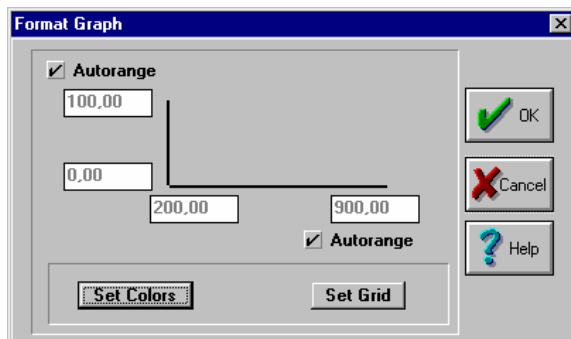 Format Graph
Autorange
100,00
OK
0,00
Cancel
200,00 900,00
Autorange
Help
Set Colors Set Grid